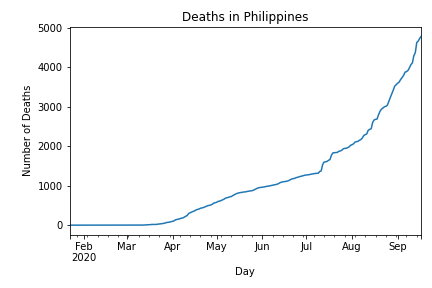 Deaths in Philippines
Number of Deaths
5000
4000
3000
2000
1000
0
Feb Mar Apr May Jun Jul Aug Sep
2020
Day